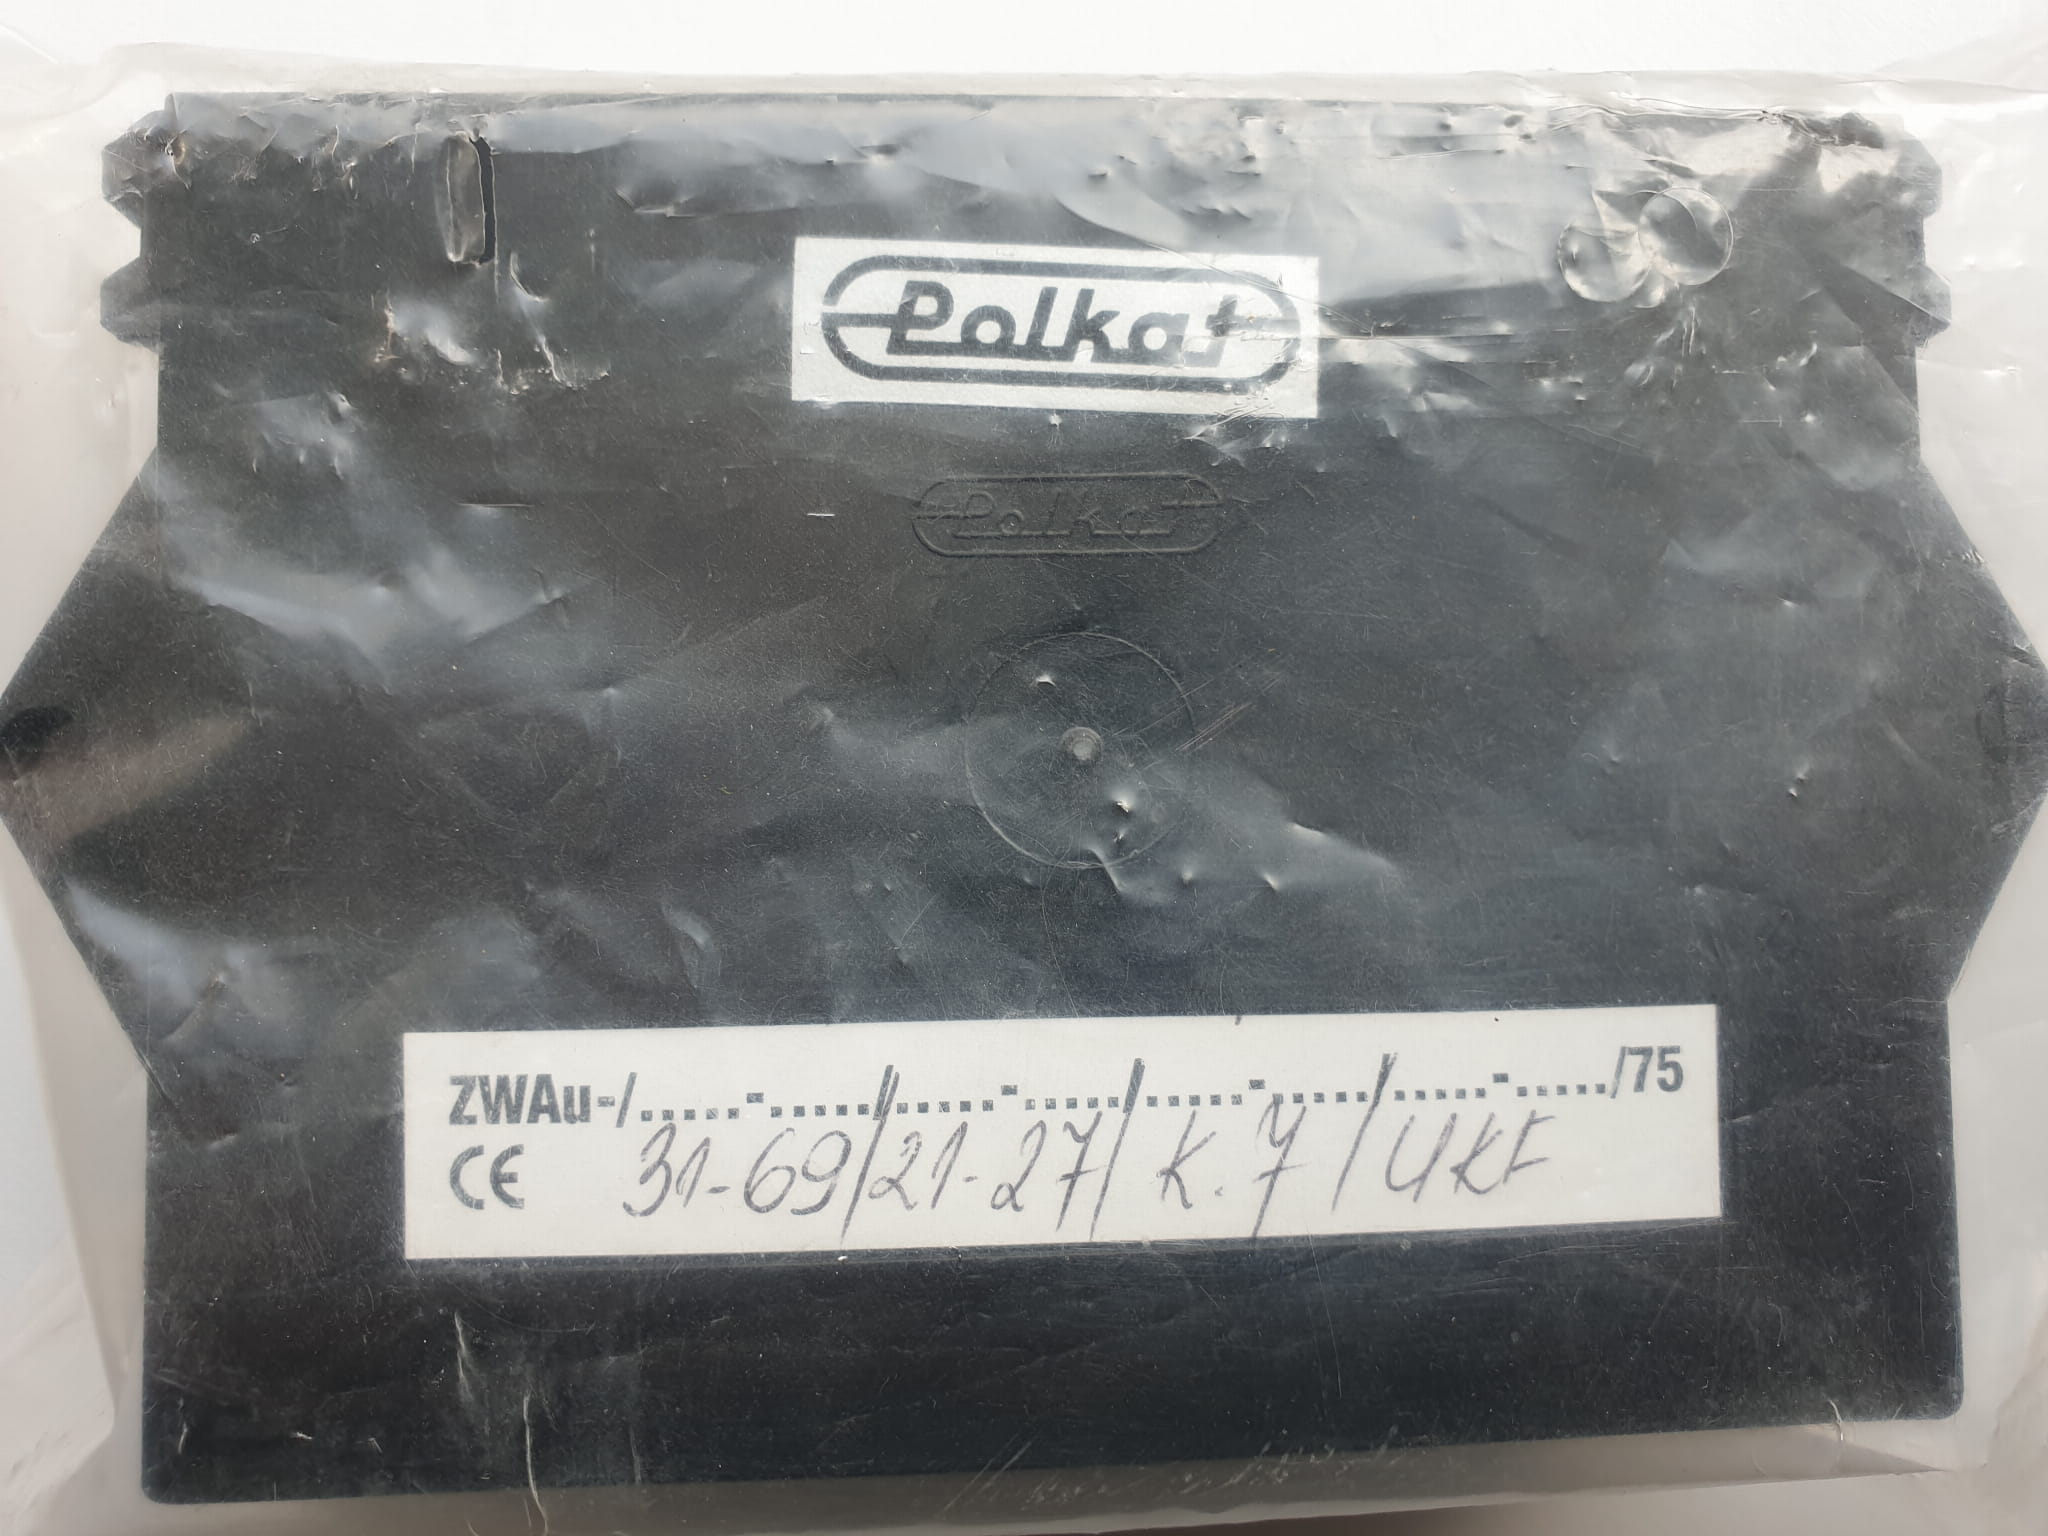 Polkat
Polkat
ZWAu-/.....-...../.....-...../.....-...../.....-...../75
CE 31-69/21-27/K.7/UKF